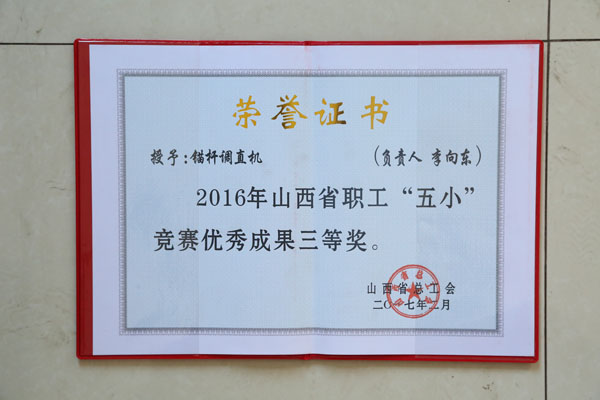 荣誉证书
授予：锚杆调直机 （负责人 李向东）
2016年山西省职工“五小”
竞赛优秀成果三等奖。
山西省总工会
二〇一七年二月